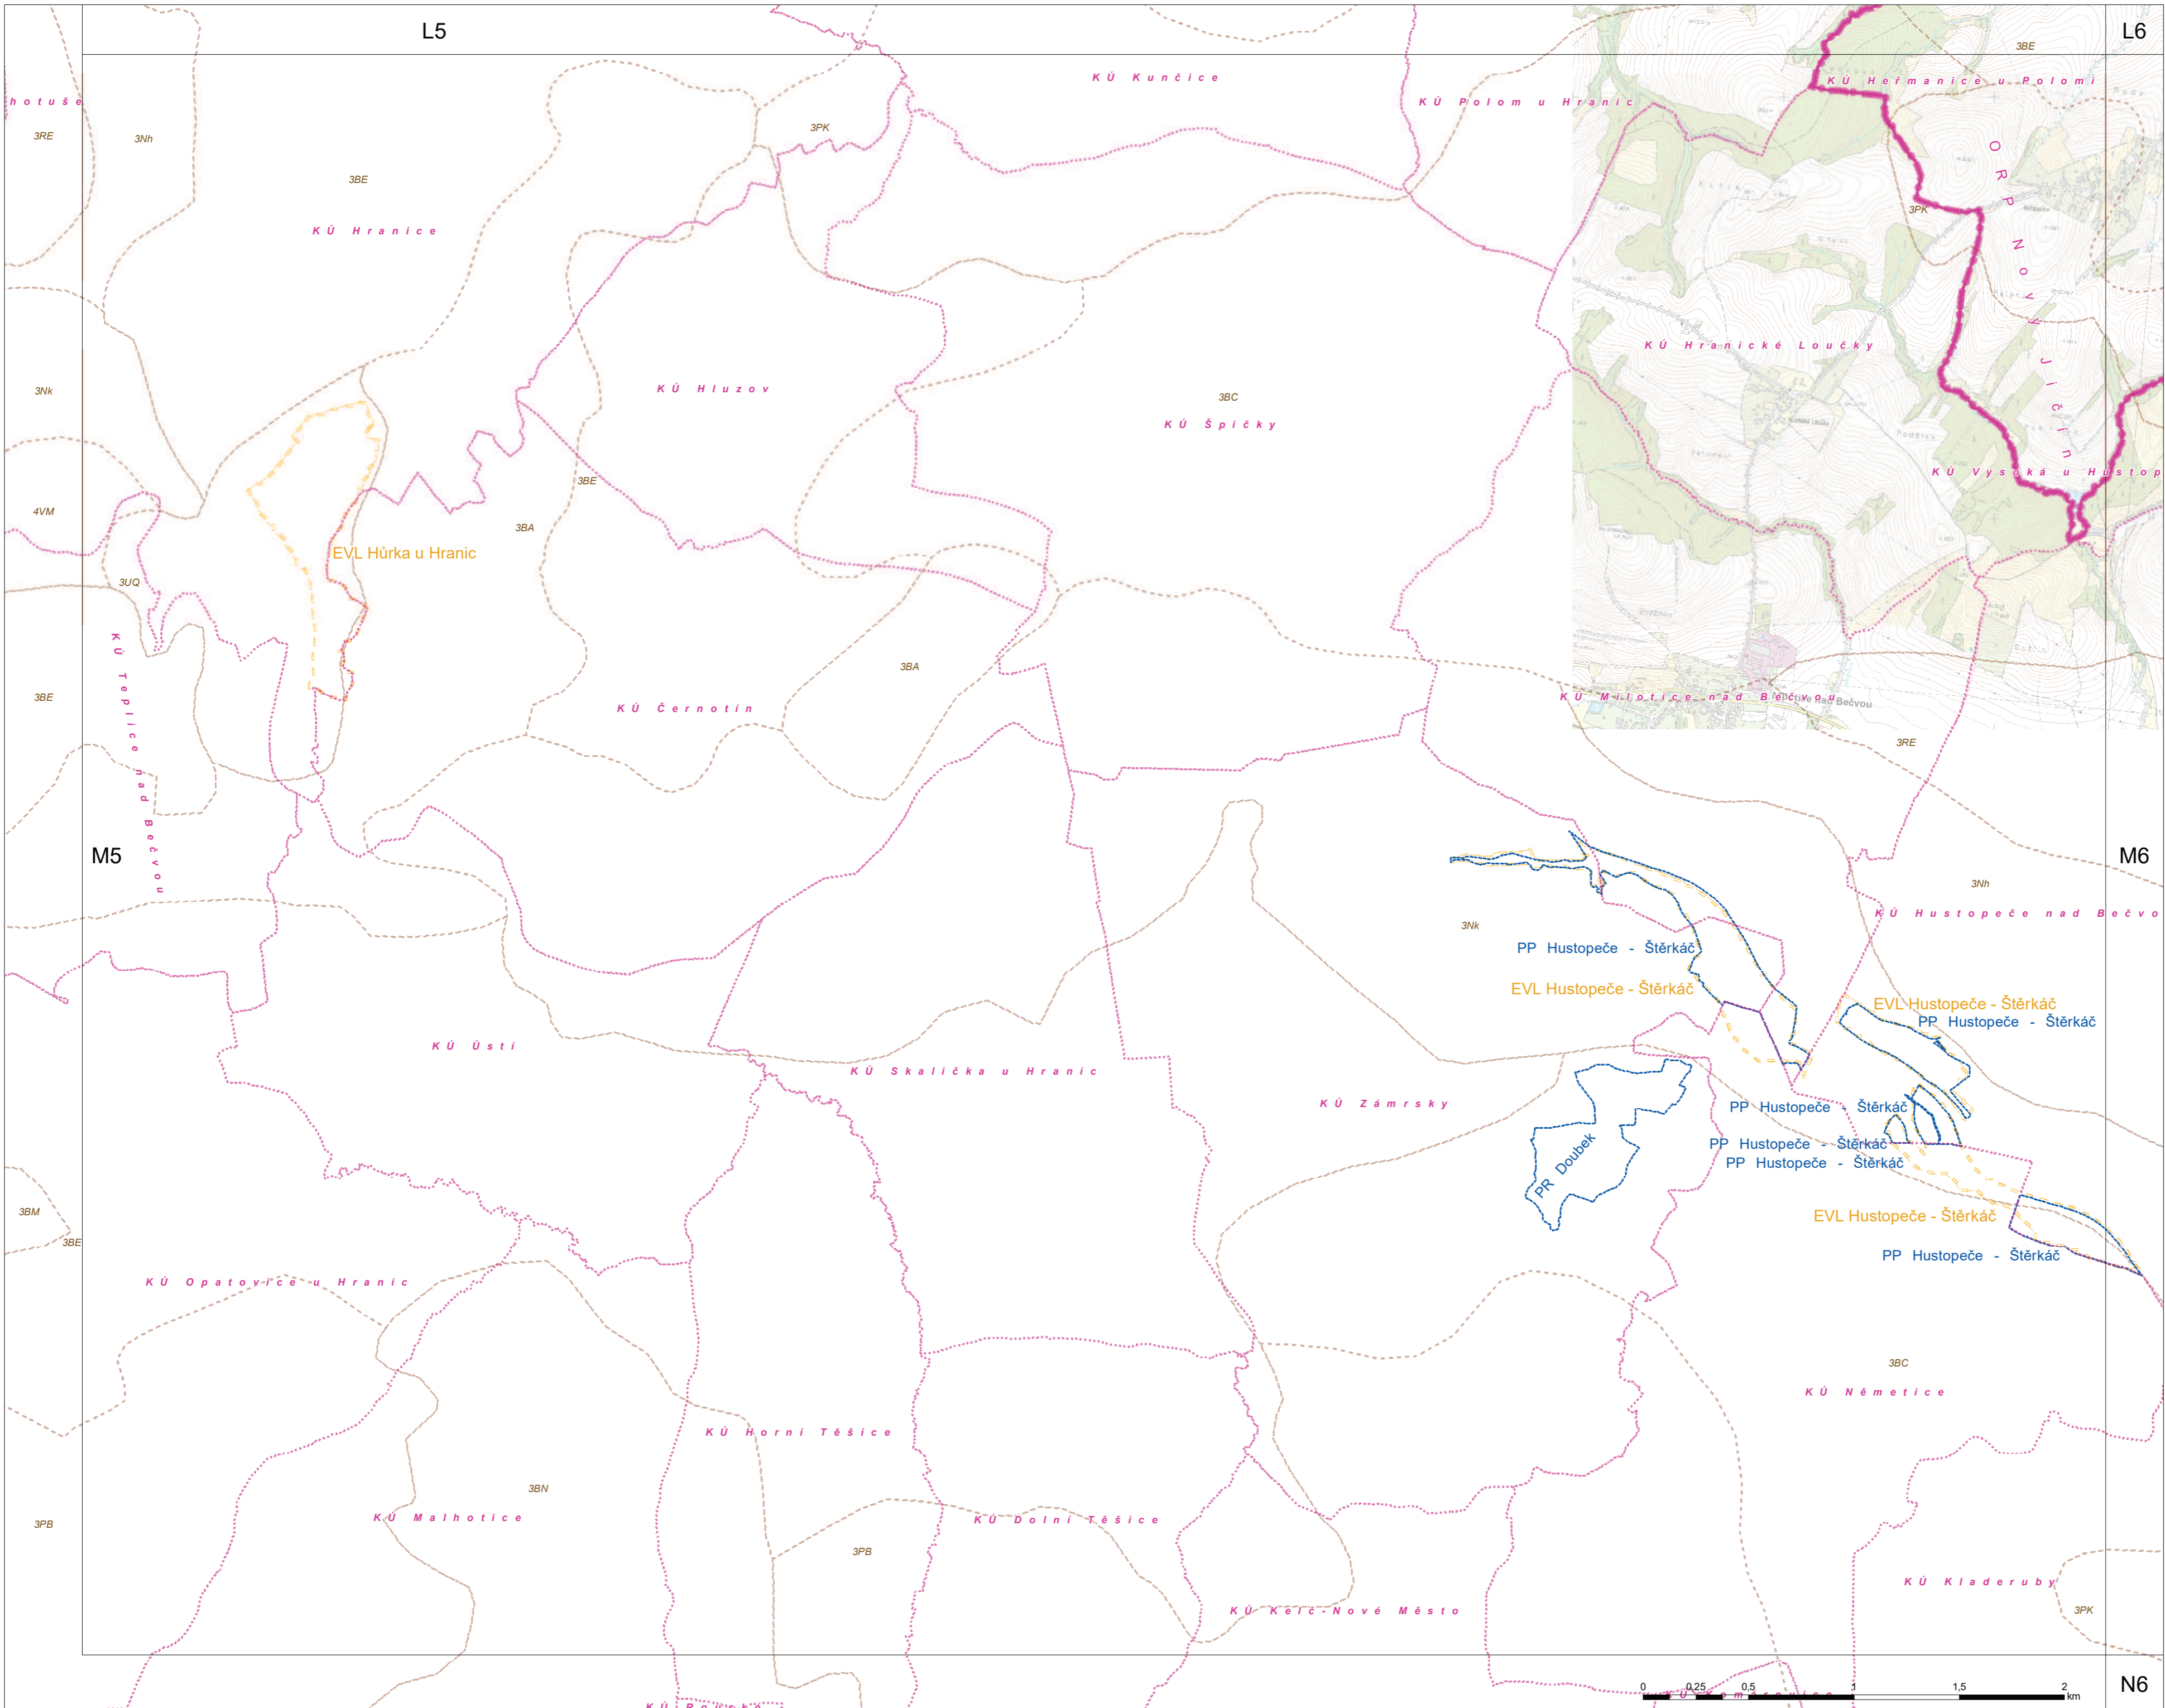 L5
L6
3BE
KÚ Kunčice
KÚ Heřmanice u Polomi
hotuše
KÚ Polom u Hranic
3RE
3Nh
3PK
ORP Nový Jičín
3BE
3PK
KÚ Hranice
KÚ Hranické Loučky
KÚ Hluzov
3Nk
3BC
KÚ Špičky
KÚ Vysoká u Hustop
3BE
4VM
3BA
EVL Hůrka u Hranic
3UQ
KÚ Teplice nad Bečvou
3BA
3BE
KÚ Milotice nad Bečvou
KÚ Černotín
3RE
M5
M6
3Nh
KÚ Hustopeče nad Bečvo
3Nk
PP Hustopeče - Štěrkáč
EVL Hustopeče - Štěrkáč
EVL Hustopeče - Štěrkáč
PP Hustopeče - Štěrkáč
KÚ Ústí
KÚ Skalička u Hranic
KÚ Zámrsky
PP Hustopeče - Štěrkáč
PP Hustopeče - Štěrkáč
PP Hustopeče - Štěrkáč
PR Doubek
3BM
EVL Hustopeče - Štěrkáč
3BE
PP Hustopeče - Štěrkáč
KÚ Opatovice u Hranic
3BC
KÚ Němetice
KÚ Horní Těšice
3BN
KÚ Malhotice
KÚ Dolní Těšice
3PB
3PB
KÚ Kladeruby
KÚ Kelč-Nové Město
3PK
N6
0 0,25 0,5 1 1,5 2
km